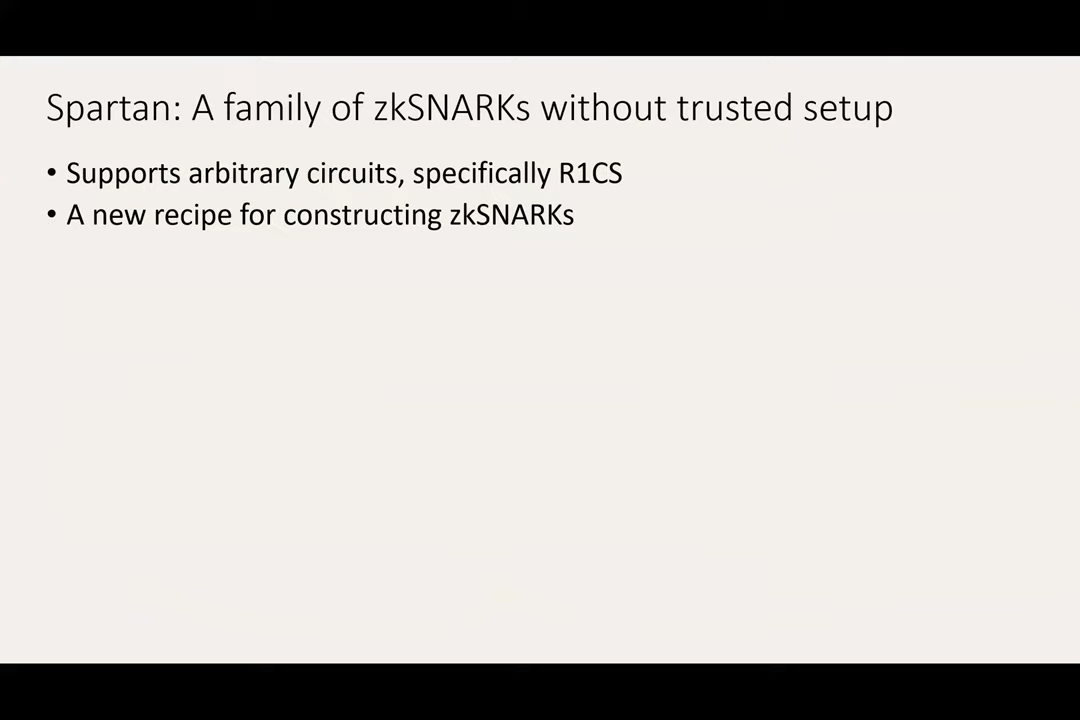 Spartan: A family of zkSNARKs without trusted setup
• Supports arbitrary circuits, specifically R1CS
• A new recipe for constructing zkSNARKs